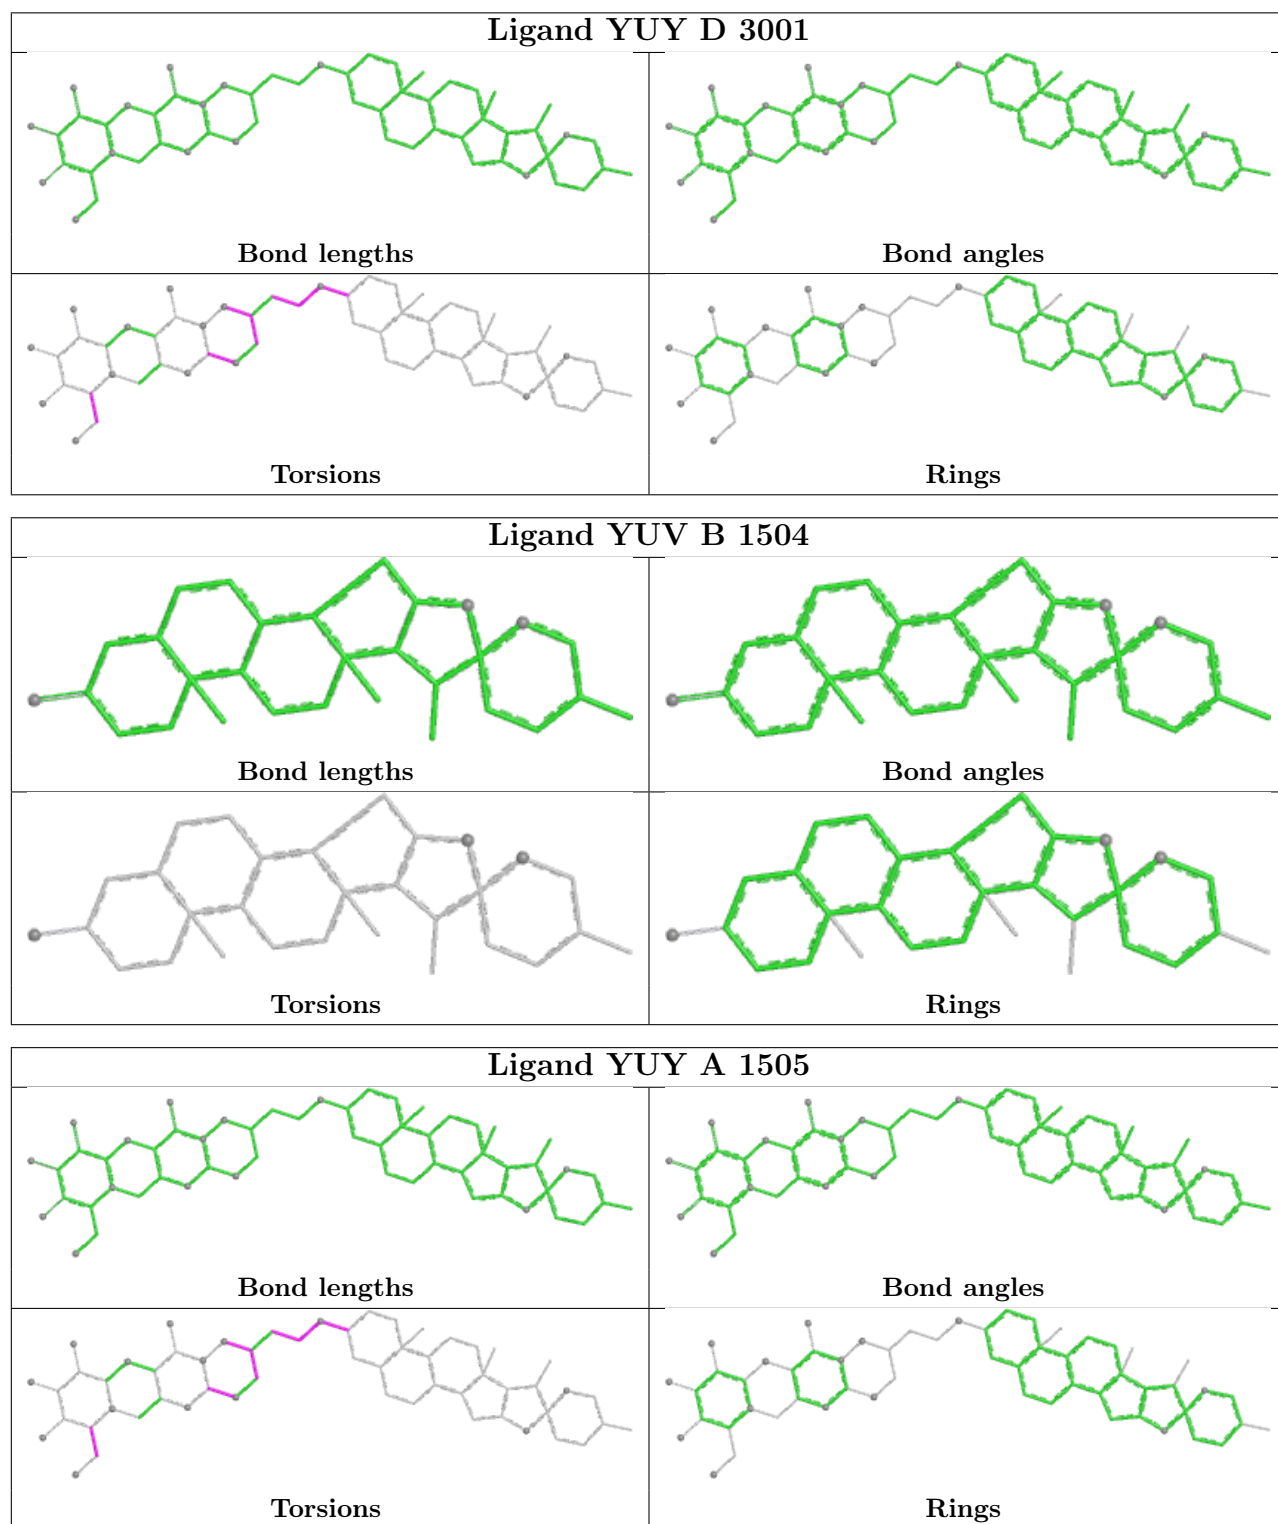 Ligand YUY D 3001
Bond lengths
Bond angles
Torsions
Rings
Ligand YUV B 1504
Bond lengths
Bond angles
Torsions
Rings
Ligand YUY A 1505
Bond lengths
Bond angles
Torsions
Rings